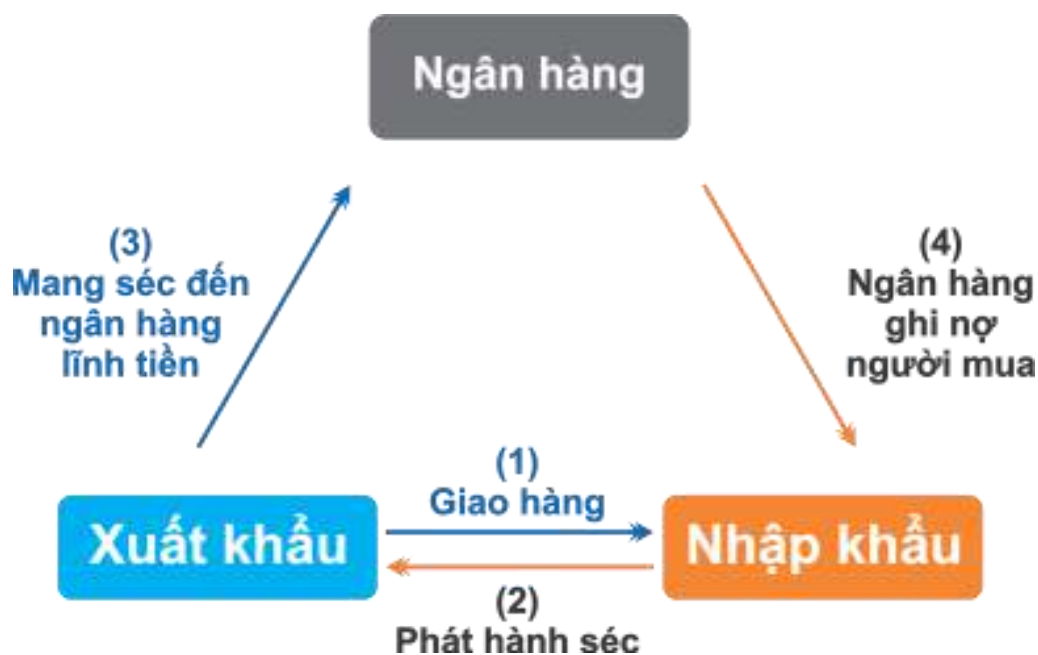 Ngân hàng
(3)
Mang séc đến
ngân hàng
lĩnh tiền
(4)
Ngân hàng
ghi nợ
người mua
(1)
Giao hàng
Xuất khẩu
Nhập khẩu
(2)
Phát hành séc